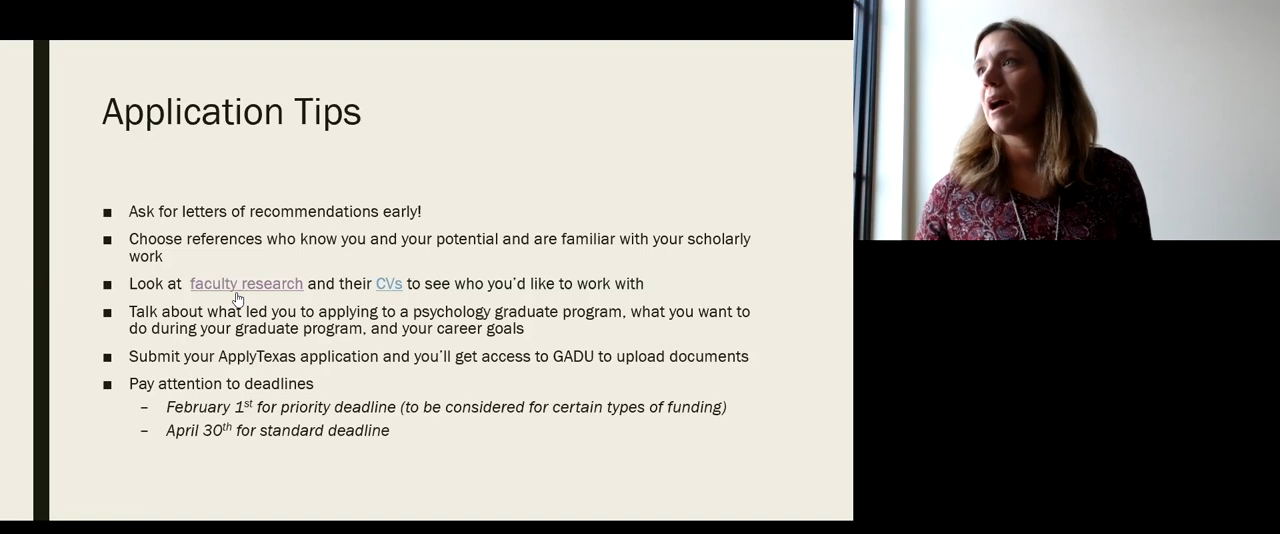 Application Tips
■ Ask for letters of recommendations early!
■ Choose references who know you and your potential and are familiar with your scholarly
work
■ Look at  faculty research and their CVs to see who you'd like to work with
■ Talk about what led you to applying to a psychology graduate program, what you want to
do during your graduate program, and your career goals
■ Submit your ApplyTexas application and you'll get access to GADU to upload documents
■ Pay attention to deadlines
– February 1st for priority deadline (to be considered for certain types of funding)
– April 30th for standard deadline